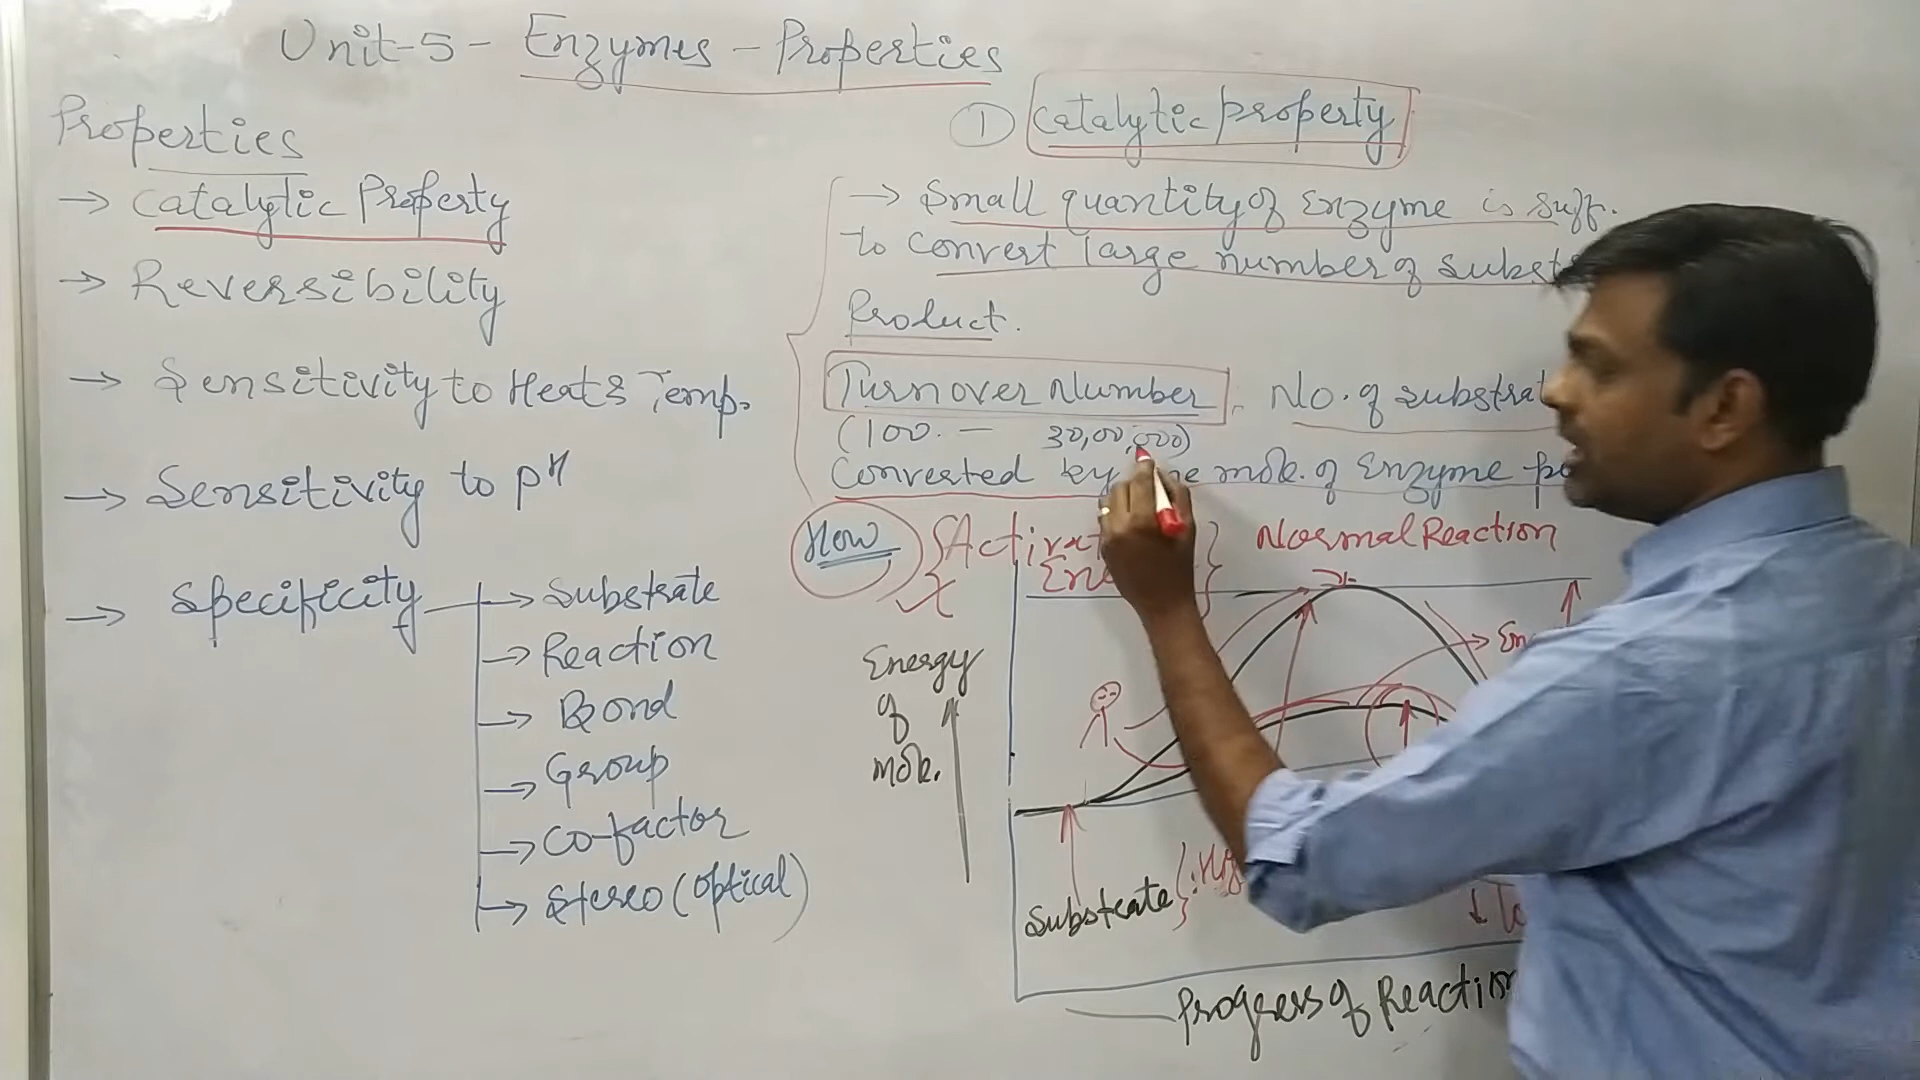 Unit-5 - Enzymes - Properties
Properties
→ Catalytic Property
→ Reversibility
→ Sensitivity to Heat & Temp.
→ Sensitivity to pH
→ Specificity
→ Substrate
→ Reaction
→ Bond
→ Group
→ Co-factor
→ Stereo (Optical)
① Catalytic property
→ Small quantity of Enzyme is suff.
to convert large number of
Product.
Turnover Number
No. of
(100. - 30,00,000)
Converted by mole. of Enzyme
How
Normal Reaction
Energy
of
mole.
Substrate
Progress of Reaction